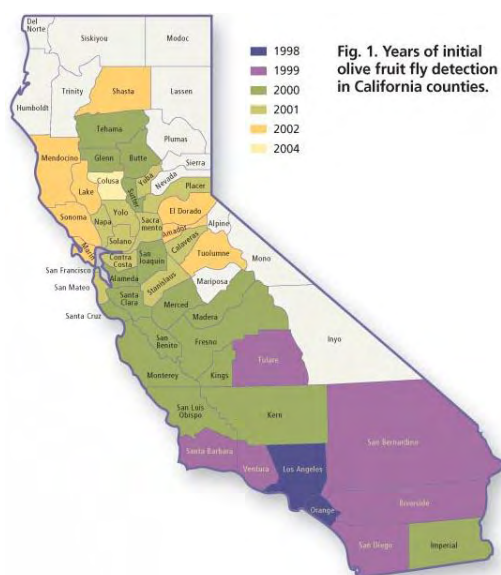 Del
Norte
Siskiyou
Modoc
1998
1999
2000
2001
2002
2004
Fig. 1. Years of initial
olive fruit fly detection
in California counties.
Humboldt
Trinity
Shasta
Lassen
Tehama
Plumas
Mendocino
Glenn
Butte
Sierra
Lake
Colusa
Sutter
Yuba
Nevada
Placer
Sonoma
Napa
Yolo
El Dorado
Sacra
mento
Amador
Alpine
Solano
Marin
Calaveras
Contra
Costa
San
Joaquin
Tuolumne
Mono
San Francisco
Alameda
Stanislaus
Mariposa
San Mateo
Santa
Clara
Merced
Santa Cruz
Madera
San
Benito
Fresno
Tulare
Inyo
Monterey
Kings
San Luis
Obispo
Kern
San Bernardino
Santa Barbara
Ventura
Los Angeles
Orange
Riverside
San Diego
Imperial